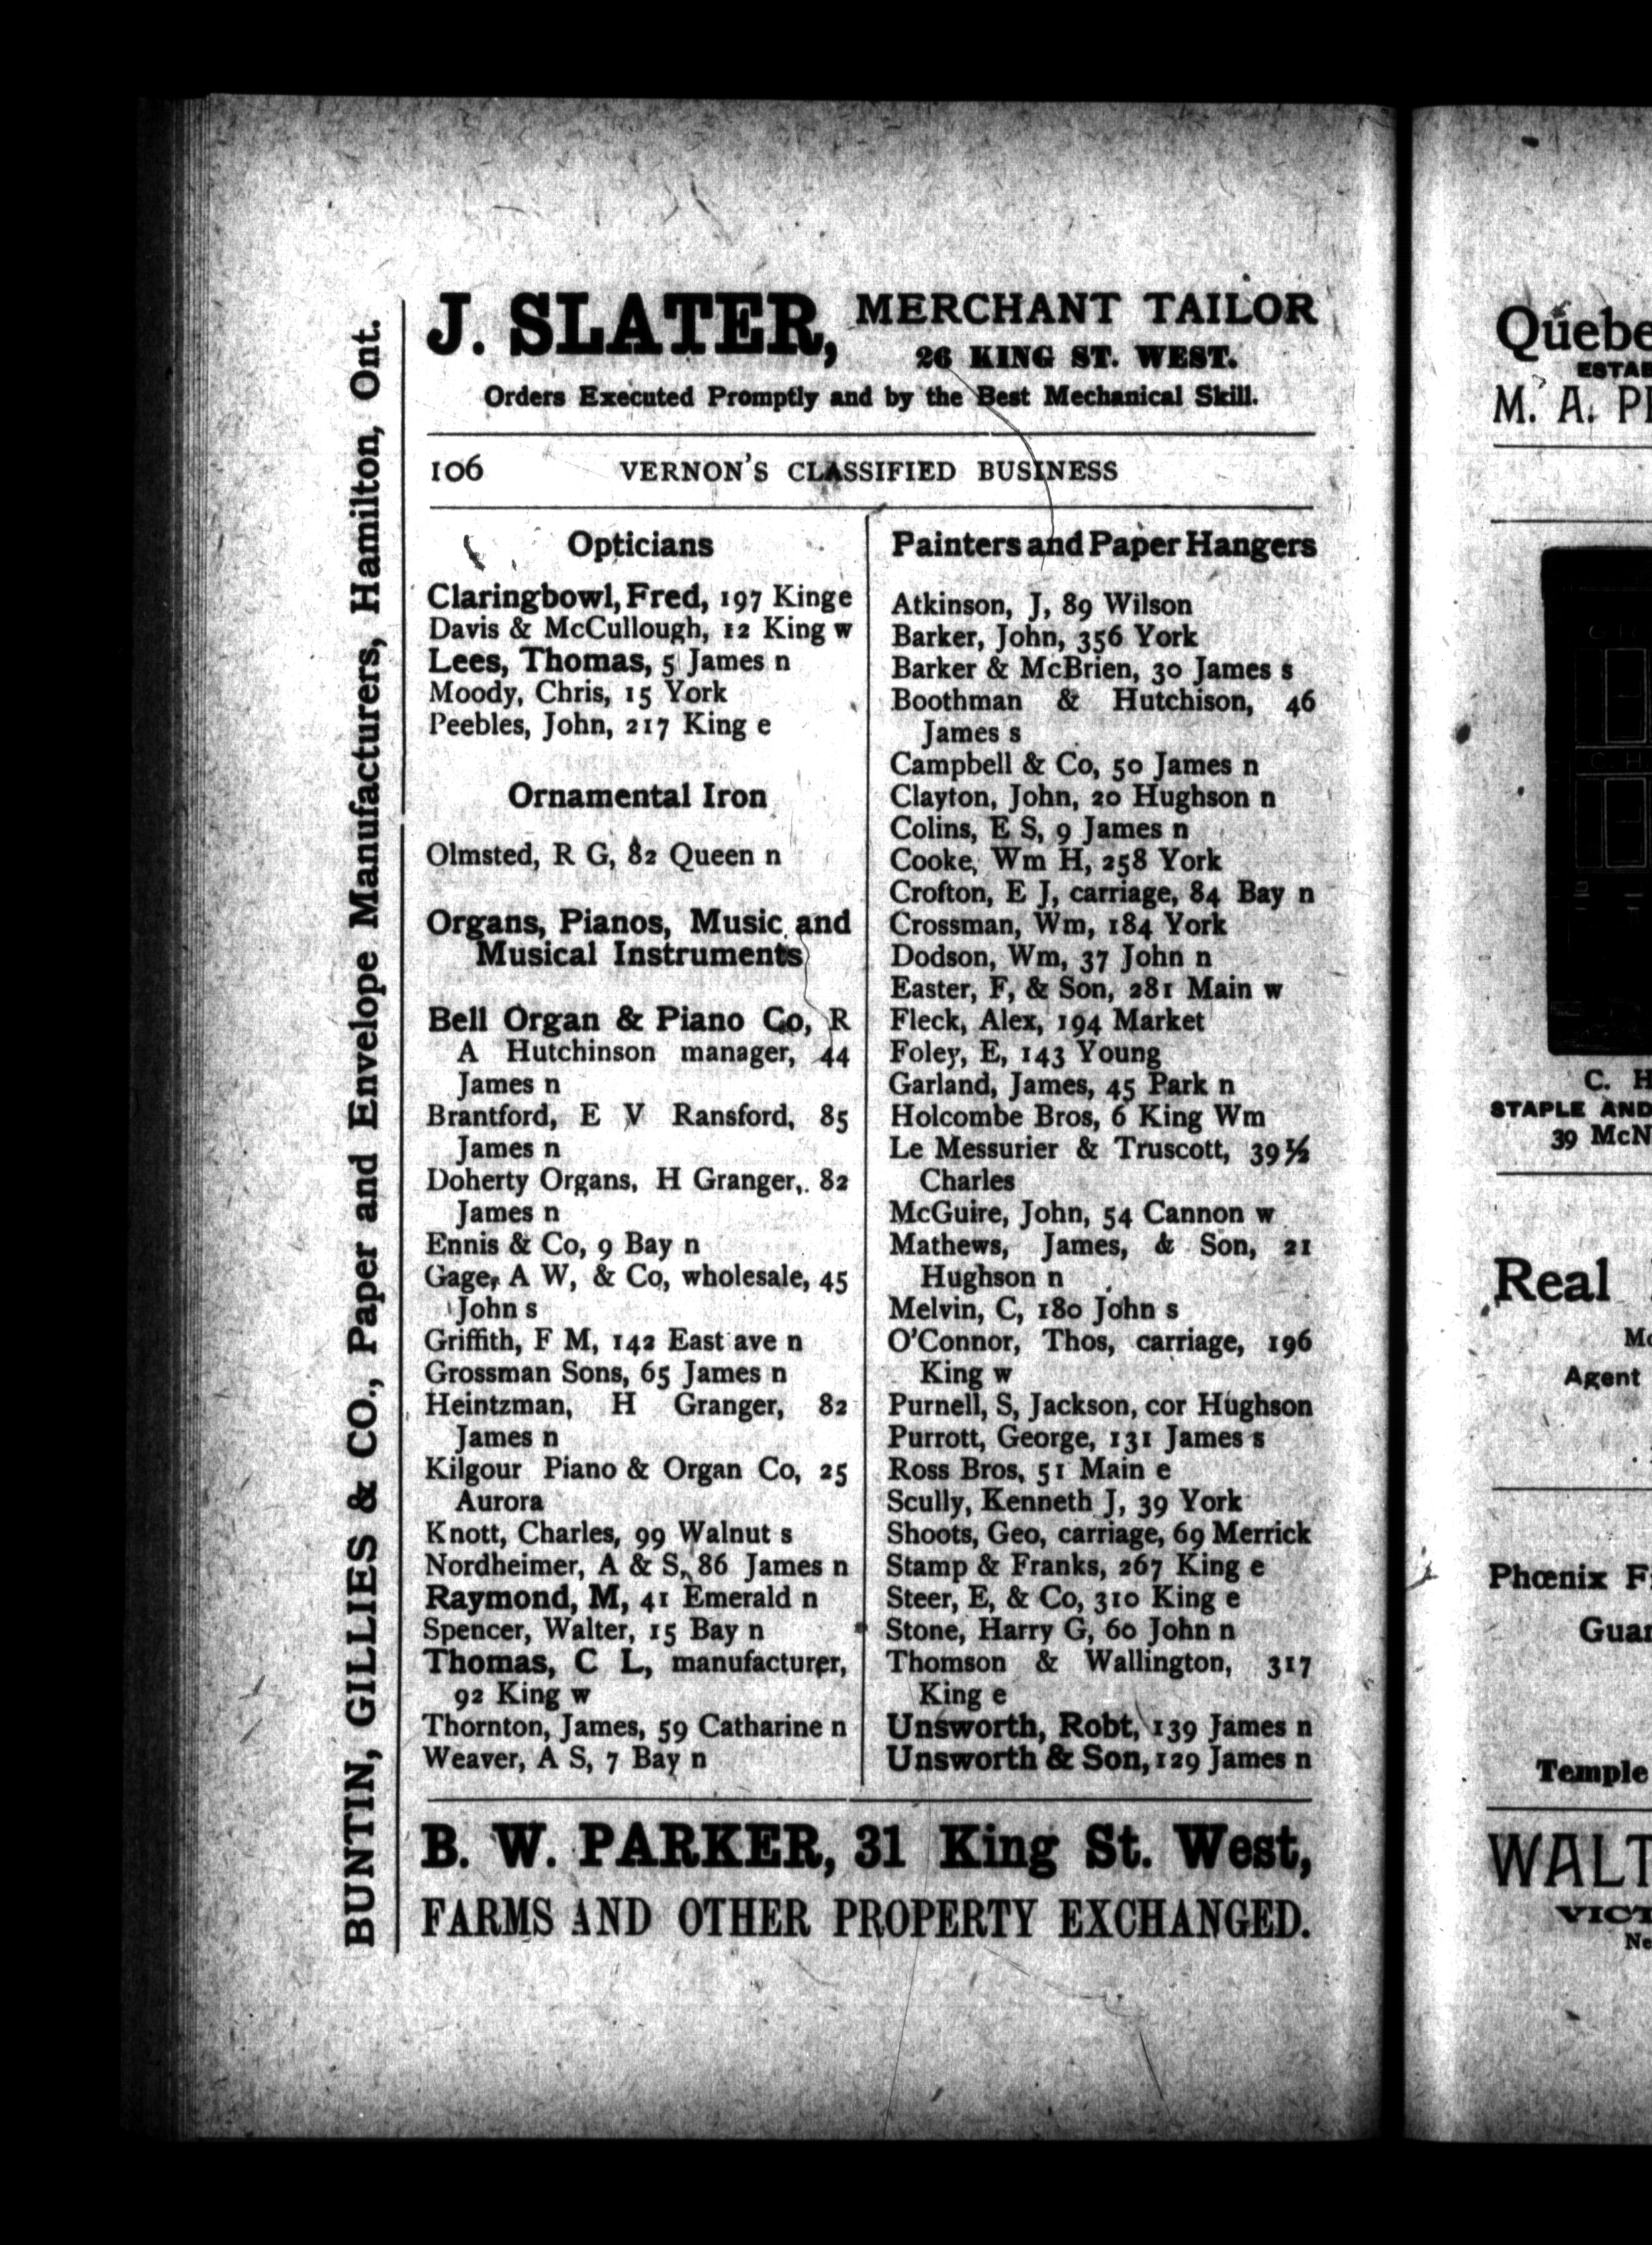 J. SLATER, MERCHANT TAILOR
26 KING ST. WEST.
Orders Executed Promptly and by the Best Mechanical Skill.
106 VERNON'S CLASSIFIED BUSINESS
BUNTIN, GILLIES & CO., Paper and Envelope Manufacturers, Hamilton, Ont.
Opticians
Claringbowl, Fred, 197 King e
Davis & McCullough, 12 King w
Lees, Thomas, 5 James n
Moody, Chris, 15 York
Peebles, John, 217 King e
Ornamental Iron
Olmsted, R G, 82 Queen n
Organs, Pianos, Music and
Musical Instruments
Bell Organ & Piano Co, R
A Hutchinson manager, 44
James n
Brantford, E V Ransford, 85
James n
Doherty Organs, H Granger, 82
James n
Ennis & Co, 9 Bay n
Gage, A W, & Co, wholesale, 45
John s
Griffith, F M, 142 East ave n
Grossman Sons, 65 James n
Heintzman, H Granger, 82
James n
Kilgour Piano & Organ Co, 25
Aurora
Knott, Charles, 99 Walnut s
Nordheimer, A & S, 86 James n
Raymond, M, 41 Emerald n
Spencer, Walter, 15 Bay n
Thomas, C L, manufacturer,
92 King w
Thornton, James, 59 Catharine n
Weaver, A S, 7 Bay n
Painters and Paper Hangers
Atkinson, J, 89 Wilson
Barker, John, 356 York
Barker & McBrien, 30 James s
Boothman & Hutchison, 46
James s
Campbell & Co, 50 James n
Clayton, John, 20 Hughson n
Colins, E S, 9 James n
Cooke, Wm H, 258 York
Crofton, E J, carriage, 84 Bay n
Crossman, Wm, 184 York
Dodson, Wm, 37 John n
Easter, F, & Son, 281 Main w
Fleck, Alex, 194 Market
Foley, E, 143 Young
Garland, James, 45 Park n
Holcombe Bros, 6 King Wm
Le Messurier & Truscott, 39½
Charles
McGuire, John, 54 Cannon w
Mathews, James, & Son, 21
Hughson n
Melvin, C, 180 John s
O'Connor, Thos, carriage, 196
King w
Purnell, S, Jackson, cor Hughson
Purrott, George, 131 James s
Ross Bros, 51 Main e
Scully, Kenneth J, 39 York
Shoots, Geo, carriage, 69 Merrick
Stamp & Franks, 267 King e
Steer, E, & Co, 310 King e
Stone, Harry G, 60 John n
Thomson & Wallington, 317
King e
Unsworth, Robt, 139 James n
Unsworth & Son, 129 James n
B. W. PARKER, 31 King St. West,
FARMS AND OTHER PROPERTY EXCHANGED.
M. A.
C.
STAPLE AND
39
Real
Agent
Phœnix
Temple